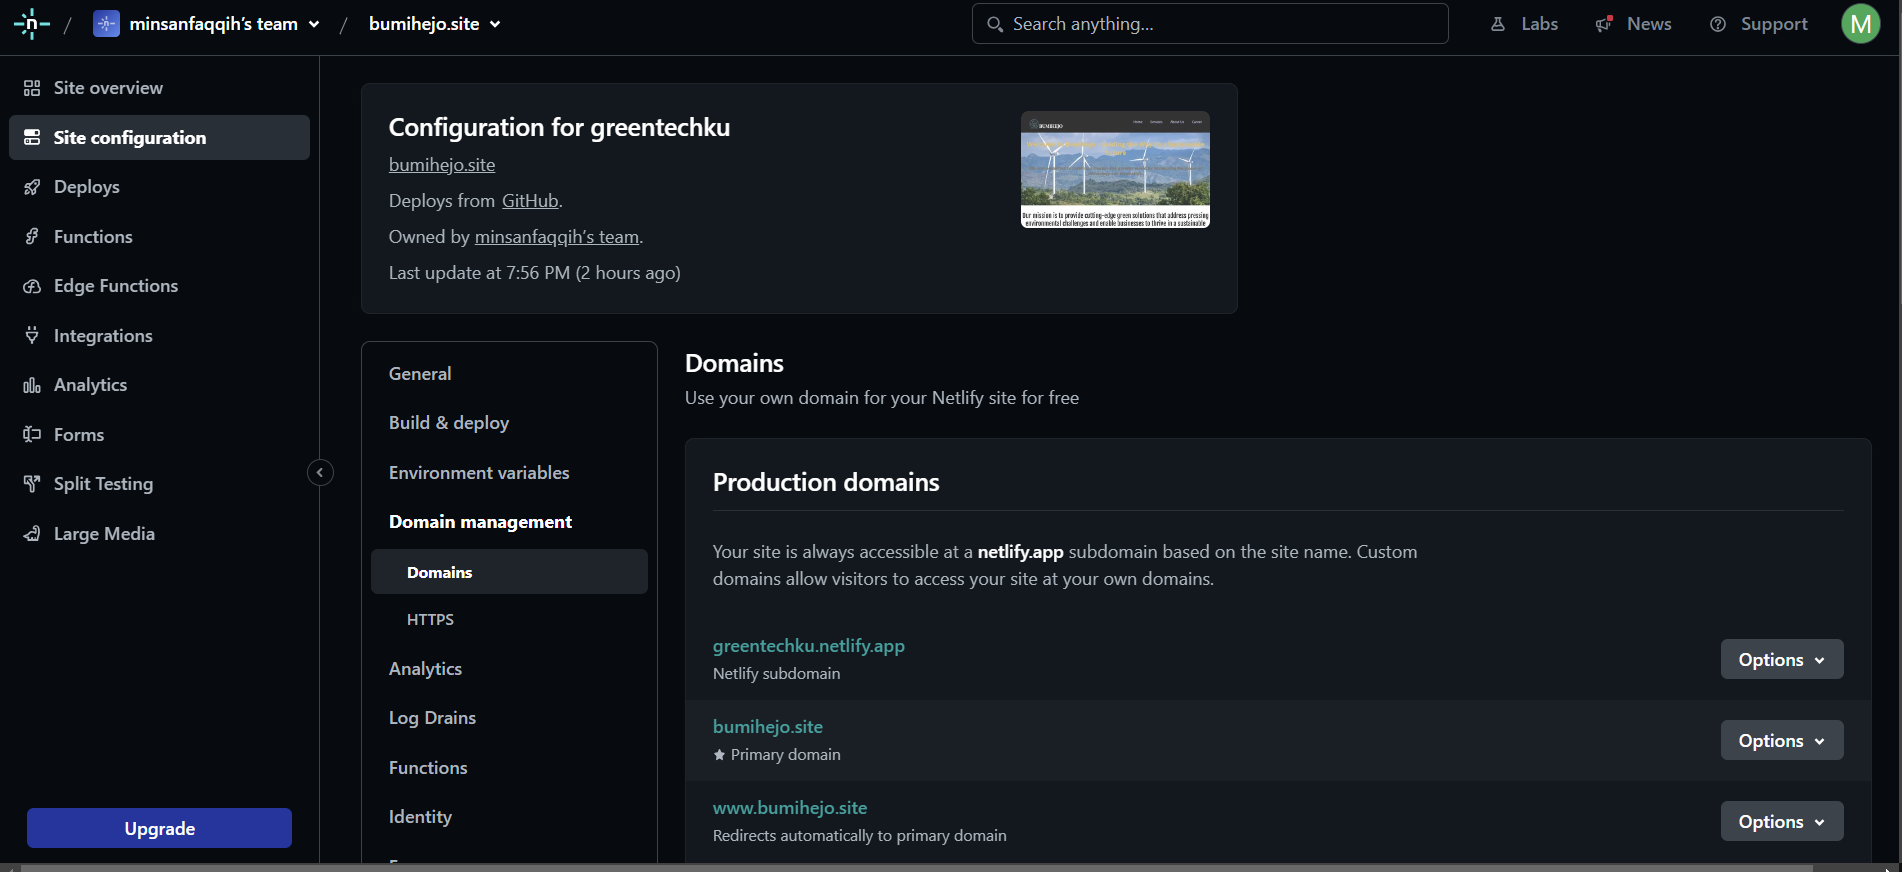 n / minsanfaqqih's team / bumihejo.site
Search anything...
Labs
News
Support
M
Site overview
Site configuration
Deploys
Functions
Edge Functions
Integrations
Analytics
Forms
Split Testing
Large Media
Upgrade
Configuration for greentechku
bumihejo.site
Deploys from GitHub.
Owned by minsanfaqqih's team.
Last update at 7:56 PM (2 hours ago)
BUMIHEJO
Home
About Us
Our mission is to provide cutting-edge green solutions that address pressing
environmental challenges and enable businesses to thrive in a sustainable
General
Build & deploy
Environment variables
Domain management
Domains
HTTPS
Analytics
Log Drains
Functions
Identity
Domains
Use your own domain for your Netlify site for free
Production domains
Your site is always accessible at a netlify.app subdomain based on the site name. Custom
domains allow visitors to access your site at your own domains.
greentechku.netlify.app
Netlify subdomain
Options
bumihejo.site
★ Primary domain
Options
www.bumihejo.site
Redirects automatically to primary domain
Options